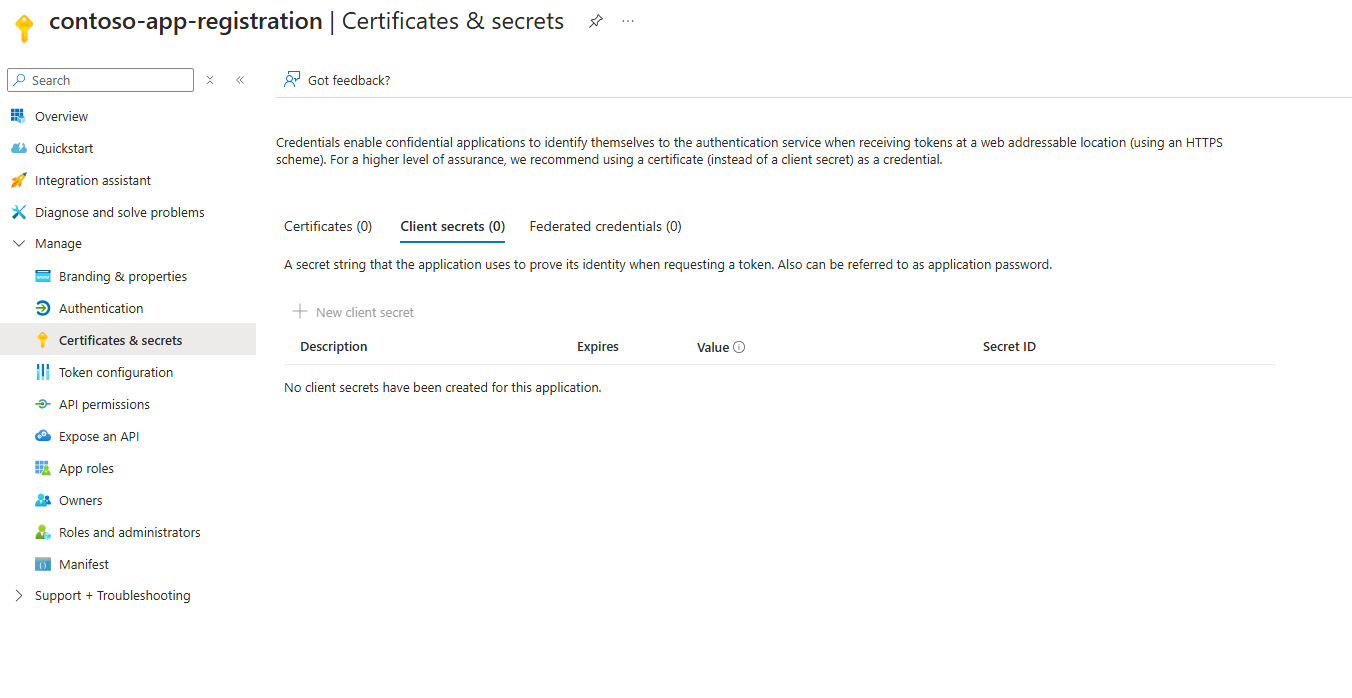 contoso-app-registration | Certificates & secrets
Search
Got feedback?
Overview
Quickstart
Integration assistant
Diagnose and solve problems
Manage
Branding & properties
Authentication
Certificates & secrets
Token configuration
API permissions
Expose an API
App roles
Owners
Roles and administrators
Manifest
Support + Troubleshooting
Credentials enable confidential applications to identify themselves to the authentication service when receiving tokens at a web addressable location (using an HTTPS
scheme). For a higher level of assurance, we recommend using a certificate (instead of a client secret) as a credential.
Certificates (0) Client secrets (0) Federated credentials (0)
A secret string that the application uses to prove its identity when requesting a token. Also can be referred to as application password.
New client secret
Description Expires Value Secret ID
No client secrets have been created for this application.